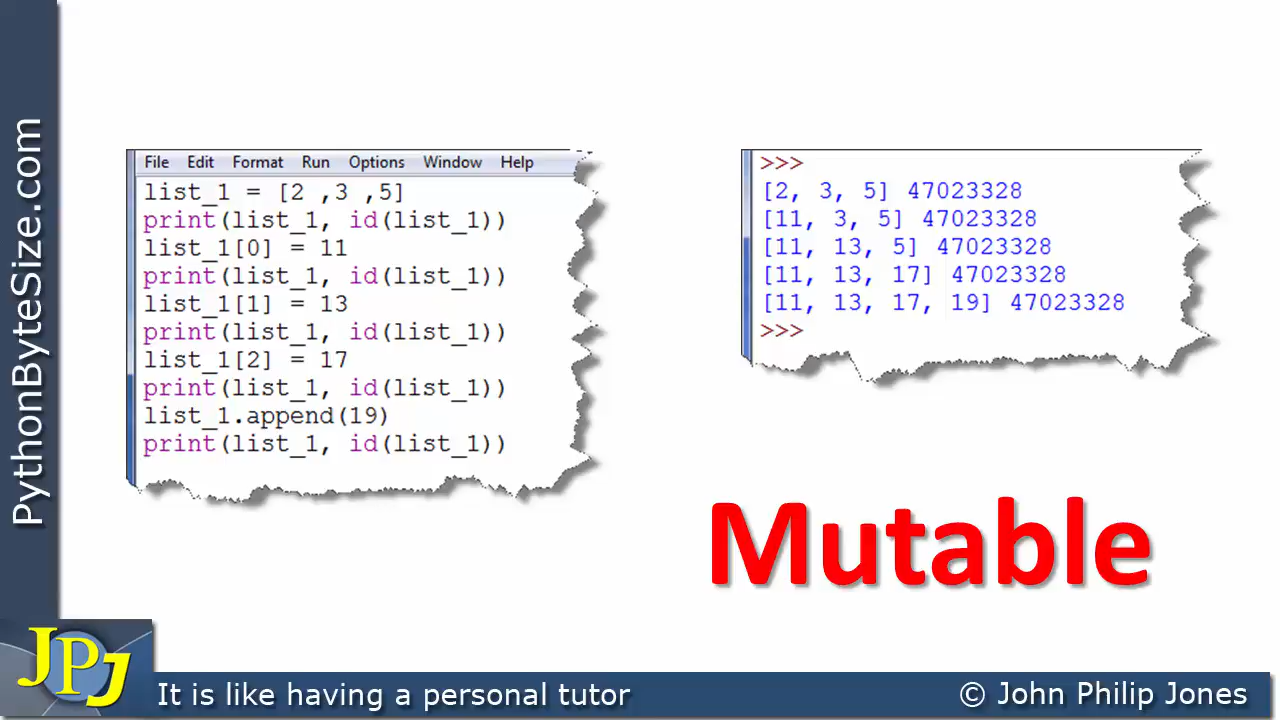 PythonByteSize.com
File Edit Format Run Options Window Help
list_1 = [2 ,3 ,5]
print(list_1, id(list_1))
list_1[0] = 11
print(list_1, id(list_1))
list_1[1] = 13
print(list_1, id(list_1))
list_1[2] = 17
print(list_1, id(list_1))
list_1.append(19)
print(list_1, id(list_1))
>>>
[2, 3, 5] 47023328
[11, 3, 5] 47023328
[11, 13, 5] 47023328
[11, 13, 17] 47023328
[11, 13, 17, 19] 47023328
>>>
Mutable
JPJ
It is like having a personal tutor
© John Philip Jones